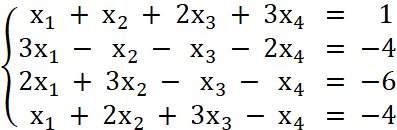 x₁ + x₂ + 2x₃ + 3x₄ = 1
3x₁ - x₂ - x₃ - 2x₄ = -4
2x₁ + 3x₂ - x₃ - x₄ = -6
x₁ + 2x₂ + 3x₃ - x₄ = -4